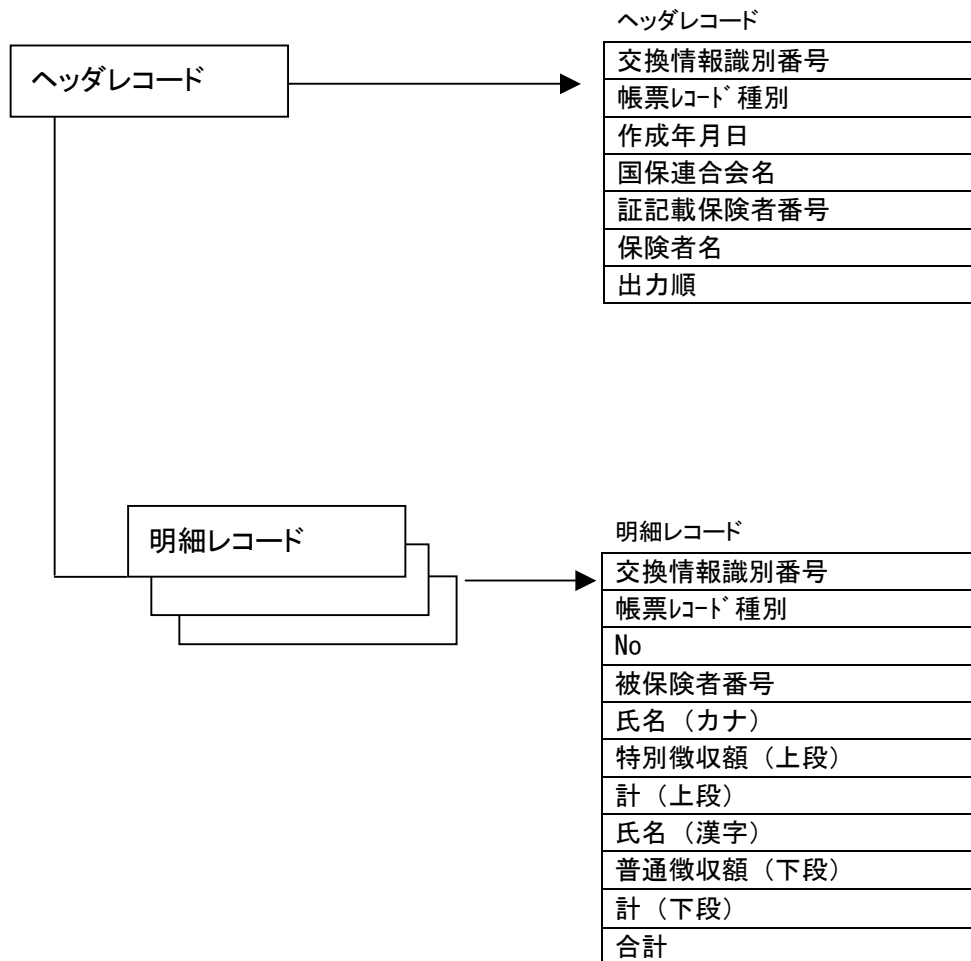 ヘッダレコード
ヘッダレコード
交換情報識別番号
帳票ﾚｺｰﾄﾞ種別
作成年月日
国保連合会名
証記載保険者番号
保険者名
出力順
明細レコード
明細レコード
交換情報識別番号
帳票ﾚｺｰﾄﾞ種別
No
被保険者番号
氏名（カナ）
特別徴収額（上段）
計（上段）
氏名（漢字）
普通徴収額（下段）
計（下段）
合計